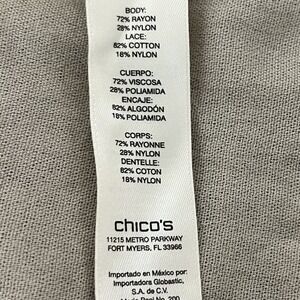 BODY:
72% RAYON
28% NYLON
LACE:
82% COTTON
18% NYLON
CUERPO:
72% VISCOSA
28% POLIAMIDA
ENCAJE:
82% ALGODÓN
18% POLIAMIDA
CORPS:
72% RAYONNE
28% NYLON
DENTELLE:
82% COTON
18% NYLON
chico's
11215 METRO PARKWAY
FORT MYERS, FL 33966
Importado en México por:
Importadora Globastic,
S.A. de C.V.
200